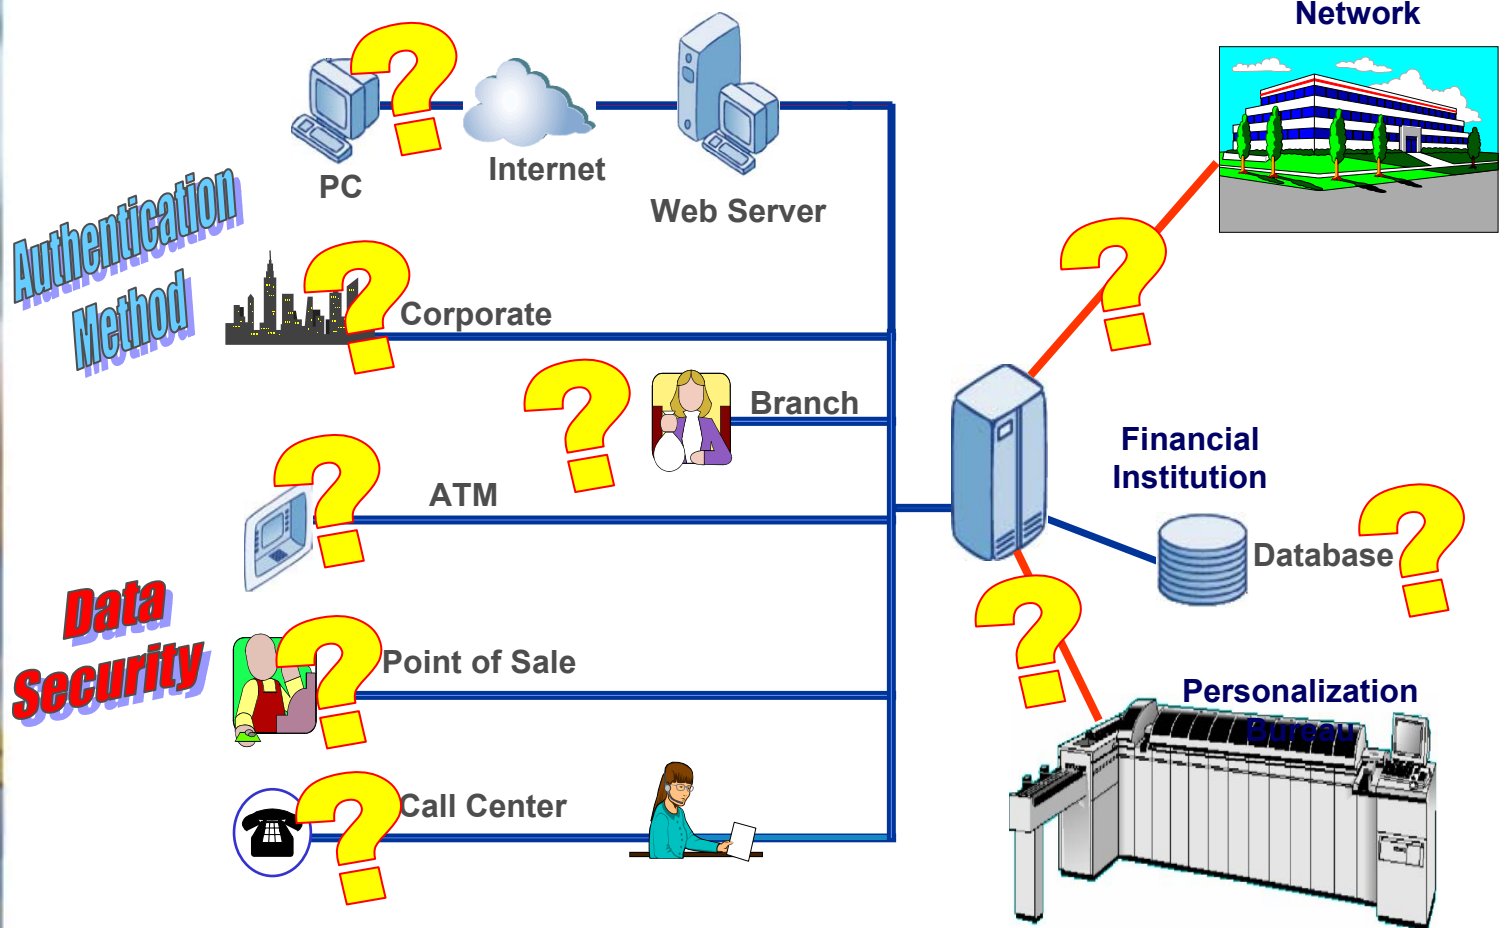 Network
PC
Internet
Web Server
Authentication
Method
Corporate
Branch
Financial
Institution
ATM
Database
Data
Security
Point of Sale
Personalization
Bureau
Call Center